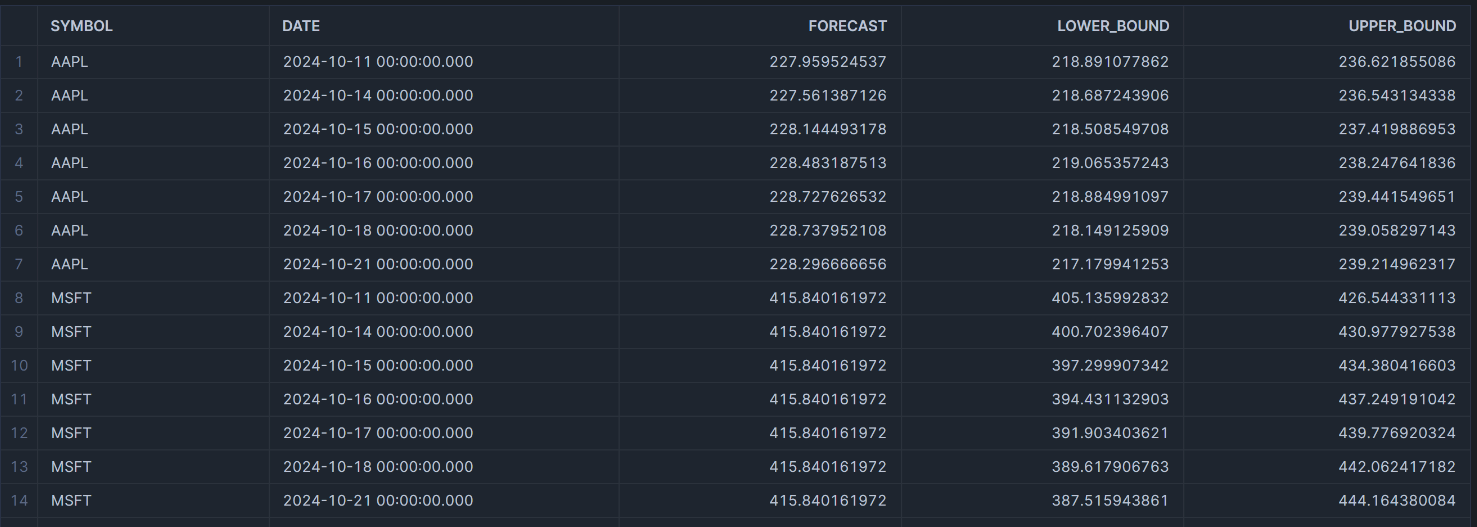 SYMBOL DATE FORECAST LOWER_BOUND UPPER_BOUND
1 AAPL 2024-10-11 00:00:00.000 227.959524537 218.891077862 236.621855086
2 AAPL 2024-10-14 00:00:00.000 227.561387126 218.687243906 236.543134338
3 AAPL 2024-10-15 00:00:00.000 228.144493178 218.508549708 237.419886953
4 AAPL 2024-10-16 00:00:00.000 228.483187513 219.065357243 238.247641836
5 AAPL 2024-10-17 00:00:00.000 228.727626532 218.884991097 239.441549651
6 AAPL 2024-10-18 00:00:00.000 228.737952108 218.149125909 239.058297143
7 AAPL 2024-10-21 00:00:00.000 228.296666656 217.179941253 239.214962317
8 MSFT 2024-10-11 00:00:00.000 415.840161972 405.135992832 426.544331113
9 MSFT 2024-10-14 00:00:00.000 415.840161972 400.702396407 430.977927538
10 MSFT 2024-10-15 00:00:00.000 415.840161972 397.299907342 434.380416603
11 MSFT 2024-10-16 00:00:00.000 415.840161972 394.431132903 437.249191042
12 MSFT 2024-10-17 00:00:00.000 415.840161972 391.903403621 439.776920324
13 MSFT 2024-10-18 00:00:00.000 415.840161972 389.617906763 442.062417182
14 MSFT 2024-10-21 00:00:00.000 415.840161972 387.515943861 444.164380084